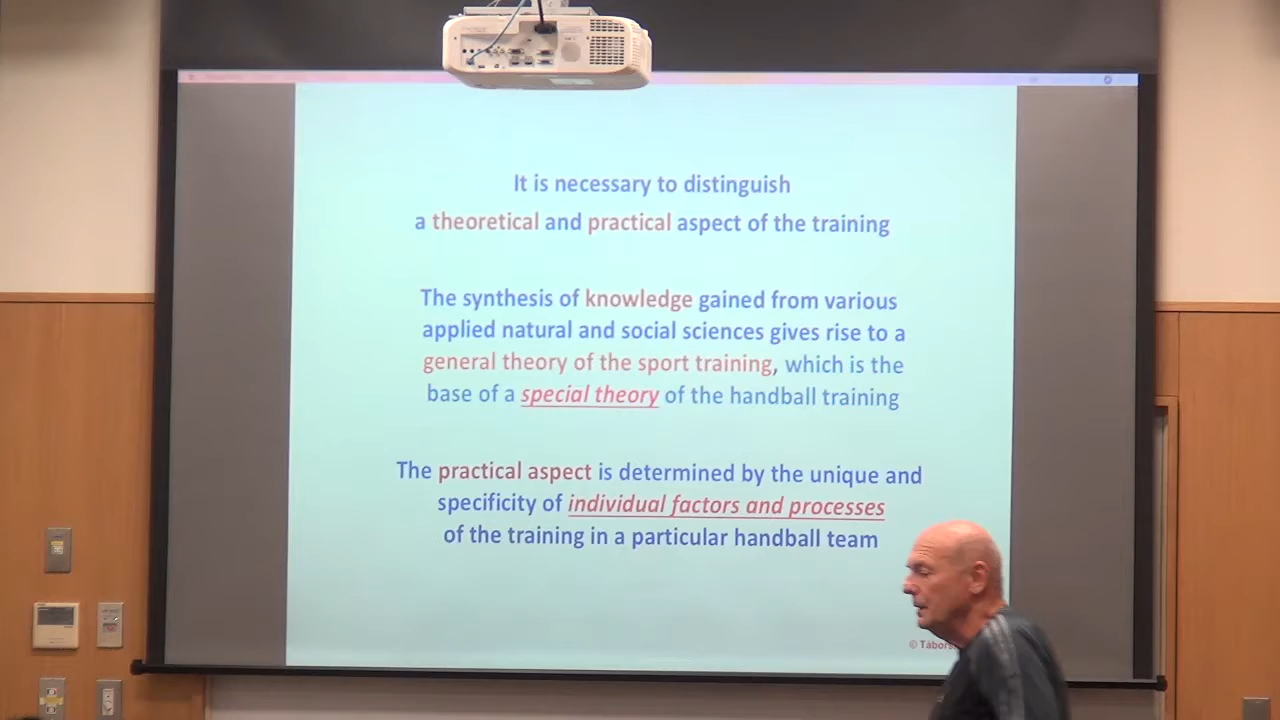 It is necessary to distinguish
a theoretical and practical aspect of the training
The synthesis of knowledge gained from various
applied natural and social sciences gives rise to a
general theory of the sport training, which is the
base of a special theory of the handball training
The practical aspect is determined by the unique and
specificity of individual factors and processes
of the training in a particular handball team
© Tábors